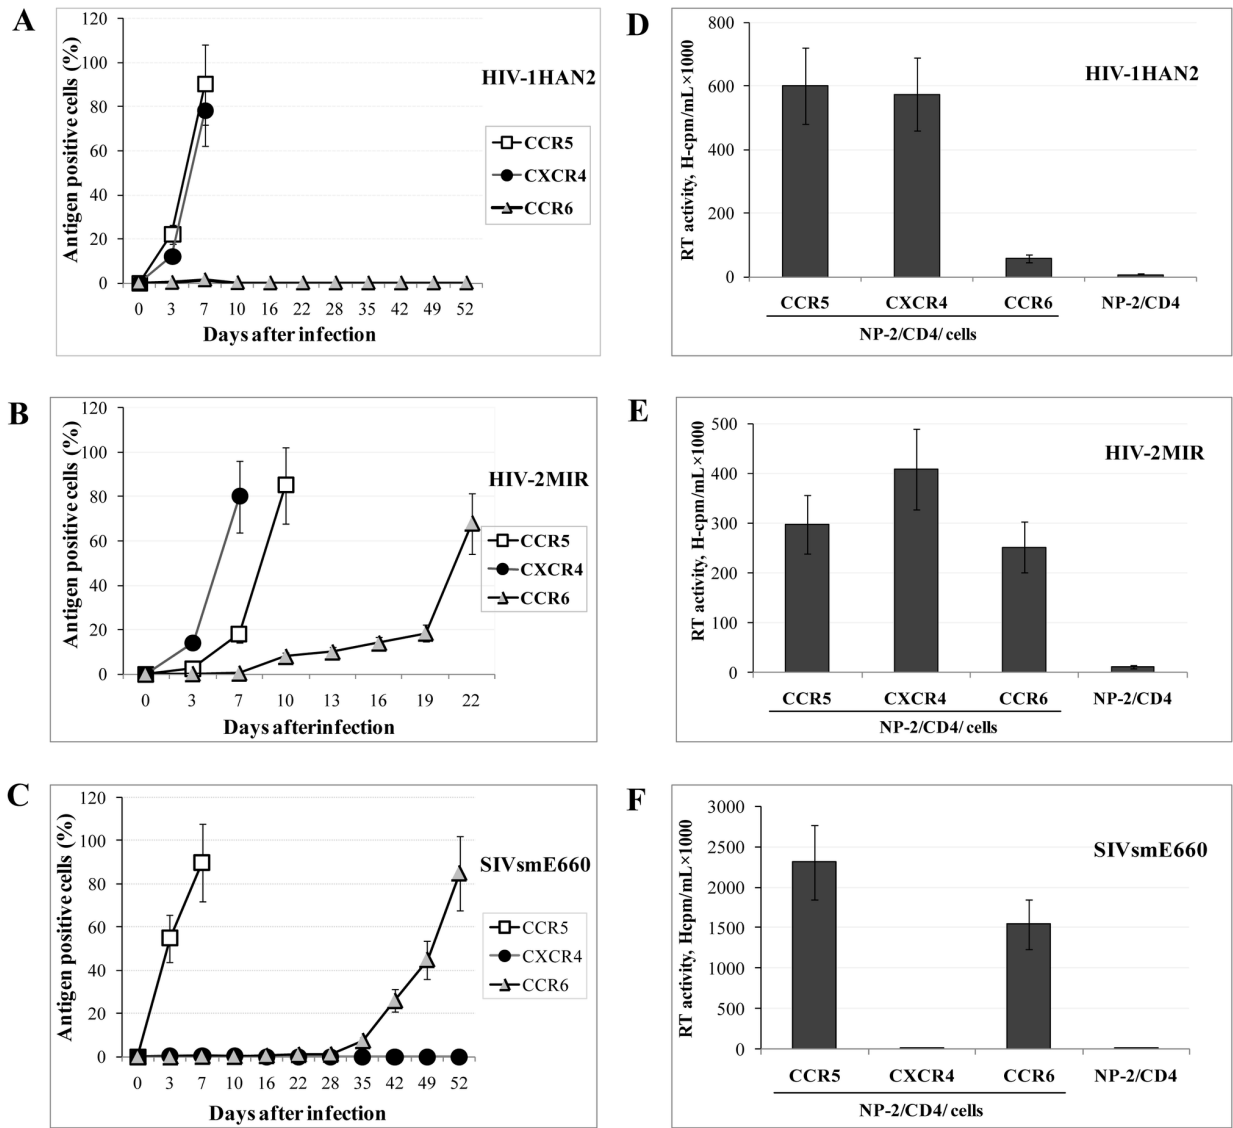 A
120
100
80
60
40
20
0
Antigen positive cells (%)
HIV-1HAN2
CCR5
CXCR4
CCR6
0 3 7 10 16 22 28 35 42 49 52
Days after infection
D
800
600
400
200
0
RT activity, H-cpm/mL×1000
HIV-1HAN2
CCR5 CXCR4 CCR6 NP-2/CD4
NP-2/CD4/ cells
B
120
100
80
60
40
20
0
Antigen positive cells (%)
HIV-2MIR
CCR5
CXCR4
CCR6
0 3 7 10 13 16 19 22
Days afterinfection
E
500
400
300
200
100
0
RT activity, H-cpm/mL×1000
HIV-2MIR
CCR5 CXCR4 CCR6 NP-2/CD4
NP-2/CD4/ cells
C
120
100
80
60
40
20
0
Antigen positive cells (%)
SIVsmE660
CCR5
CXCR4
CCR6
0 3 7 10 16 22 28 35 42 49 52
Days after infection
F
3000
2500
2000
1500
1000
500
0
RT activity, Hcpm/mL×1000
SIVsmE660
CCR5 CXCR4 CCR6 NP-2/CD4
NP-2/CD4/ cells